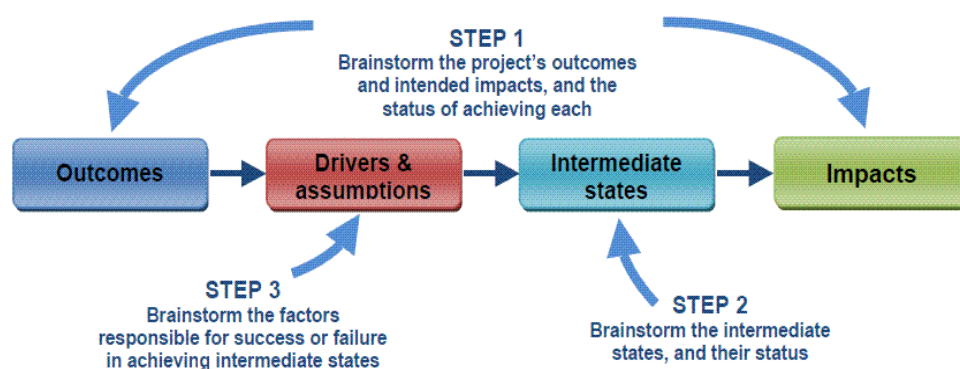 STEP 1
Brainstorm the project's outcomes
and intended impacts, and the
status of achieving each
Outcomes
Drivers &
assumptions
Intermediate
states
Impacts
STEP 3
Brainstorm the factors
responsible for success or failure
in achieving intermediate states
STEP 2
Brainstorm the intermediate
states, and their status